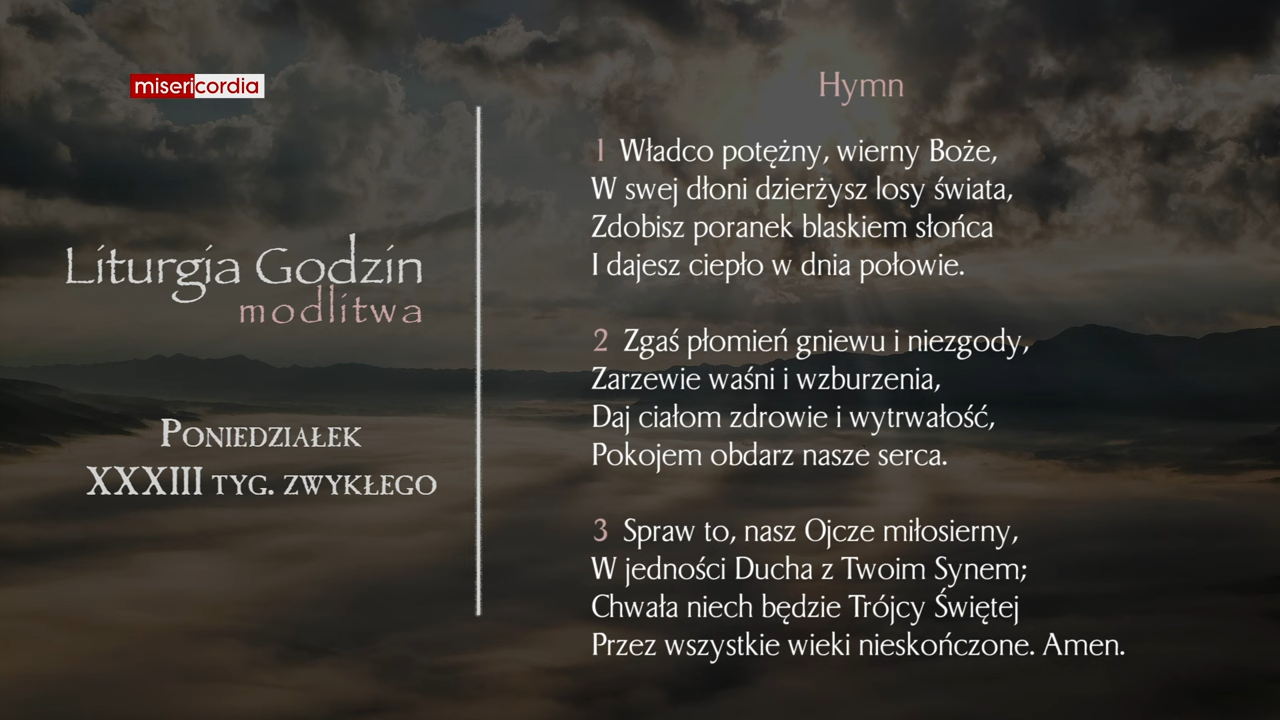 misericordia
Liturgia Godzin
modlitwa
Poniedziałek
XXXIII tyg. zwykłego
Hymn
1 Władco potężny, wierny Boże,
W swej dłoni dzierżysz losy świata,
Zdobisz poranek blaskiem słońca
I dajesz ciepło w dnia połowie.
2 Zgaś płomień gniewu i niezgody,
Zarzewie waśni i wzburzenia,
Daj ciałom zdrowie i wytrwałość,
Pokojem obdarz nasze serca.
3 Spraw to, nasz Ojcze miłosierny,
W jedności Ducha z Twoim Synem;
Chwała niech będzie Trójcy Świętej
Przez wszystkie wieki nieskończone. Amen.